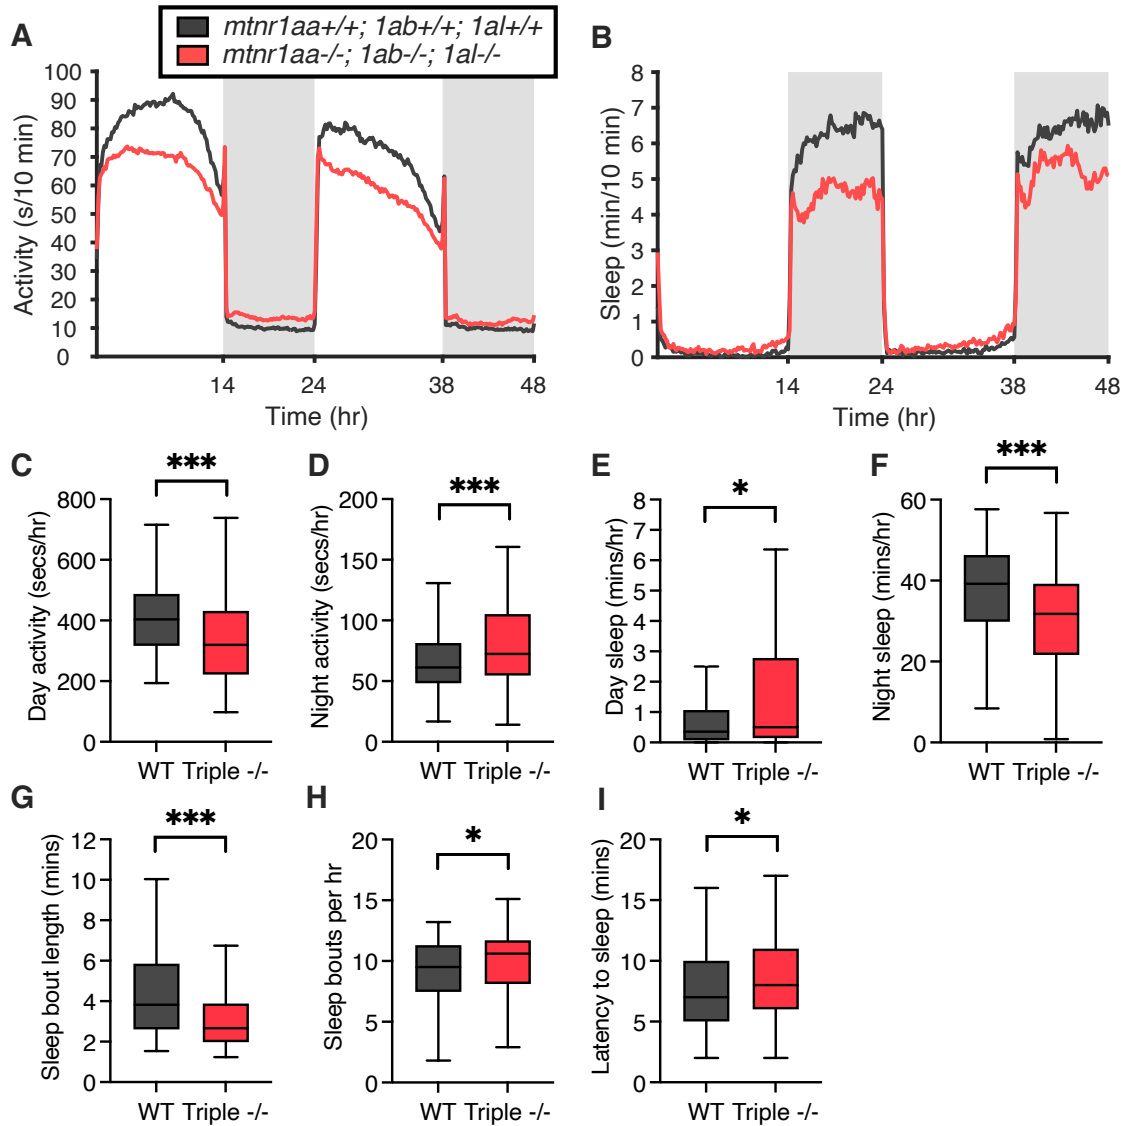 A
mtnr1aa+/+; 1ab+/+; 1al+/+
mtnr1aa-/-; 1ab-/-; 1al-/-
Activity (s/10 min)
100
90
80
70
60
50
40
30
20
10
0
14
24
38
48
Time (hr)
B
Sleep (min/10 min)
8
7
6
5
4
3
2
1
0
14
24
38
48
Time (hr)
C
***
Day activity (secs/hr)
800
600
400
200
0
WT Triple -/-
D
***
Night activity (secs/hr)
200
150
100
50
0
WT Triple -/-
E
*
Day sleep (mins/hr)
8
7
6
5
4
3
2
1
0
WT Triple -/-
F
***
Night sleep (mins/hr)
60
40
20
0
WT Triple -/-
G
***
Sleep bout length (mins)
12
10
8
6
4
2
0
WT Triple -/-
H
*
Sleep bouts per hr
20
15
10
5
0
WT Triple -/-
I
*
Latency to sleep (mins)
20
15
10
5
0
WT Triple -/-